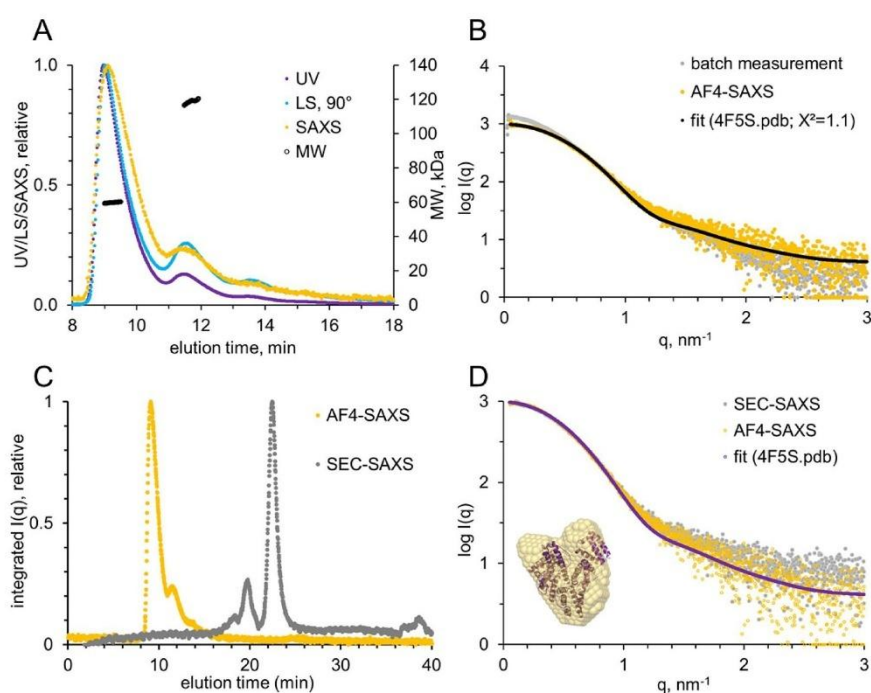 A
1.0
0.5
0.0
UV/LS/SAXS, relative
8 10 12 14 16 18
elution time, min
140
120
100
80
60
40
20
0
MW, kDa
UV
LS, 90°
SAXS
MW
B
4
3
2
1
0
log I(q)
0 1 2 3
q, nm⁻¹
batch measurement
AF4-SAXS
fit (4F5S.pdb; X²=1.1)
C
1
0.5
0
integrated I(q), relative
0 10 20 30 40
elution time (min)
AF4-SAXS
SEC-SAXS
D
3
2
1
0
log I(q)
0 1 2 3
q, nm⁻¹
SEC-SAXS
AF4-SAXS
fit (4F5S.pdb)